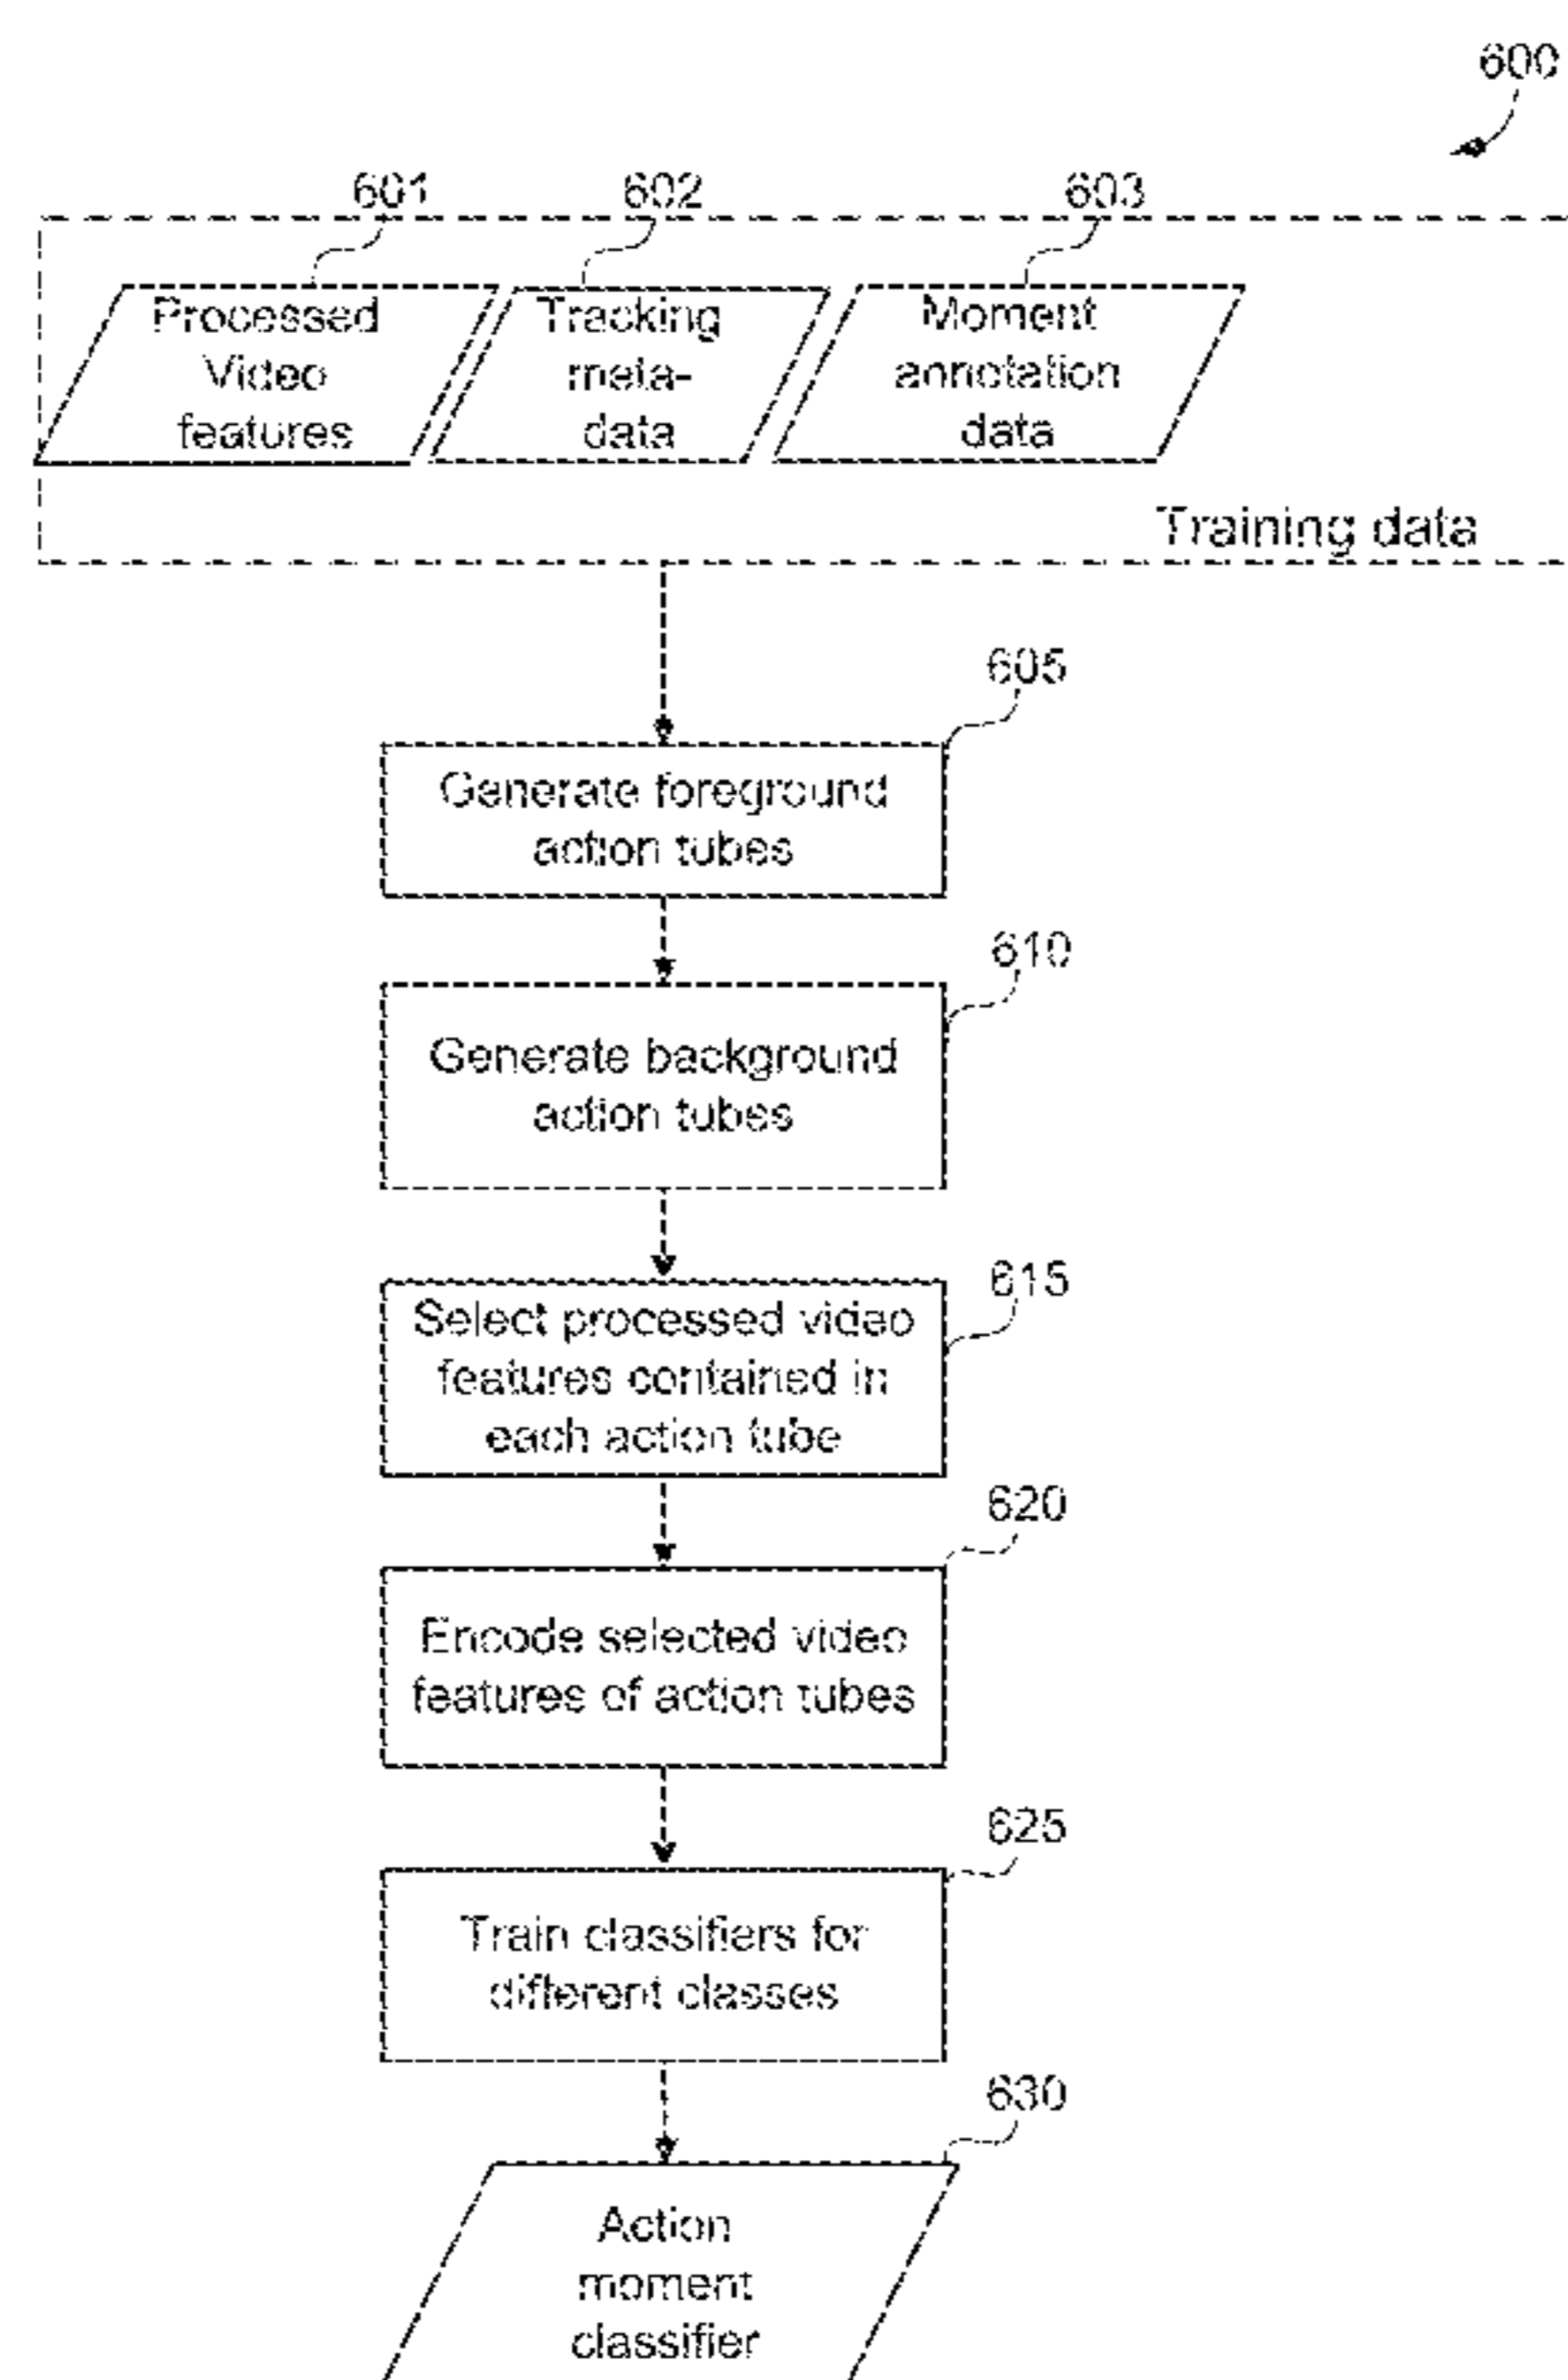 600
601
602
603
Processed
Video
features
Tracking
meta-
data
Moment
annotation
data
Training data
605
Generate foreground
action tubes
610
Generate background
action tubes
615
Select processed video
features contained in
each action tube
620
Encode selected video
features of action tubes
625
Train classifiers for
different classes
630
Action
moment
classifier